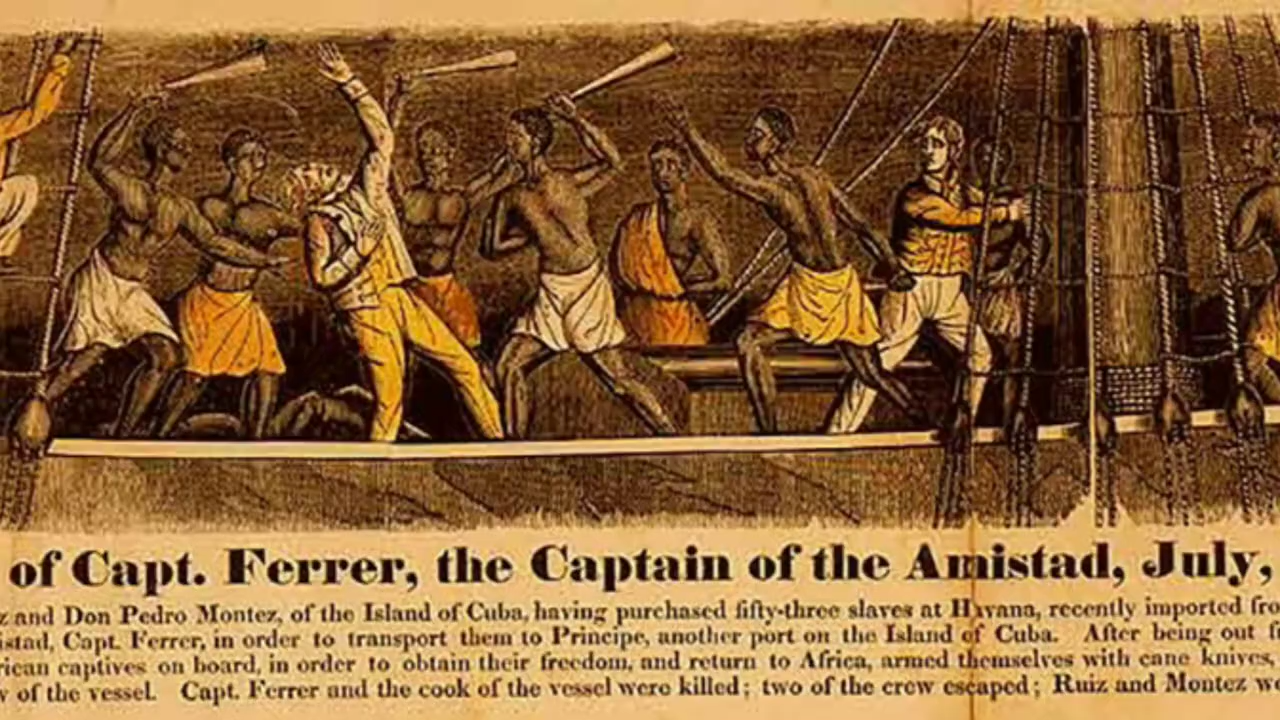 of Capt. Ferrer, the Captain of the Amistad, July,
z and Don Pedro Montez, of the Island of Cuba, having purchased fifty-three slaves at Havana, recently imported fro
istad, Capt. Ferrer, in order to transport them to Principe, another port on the Island of Cuba. After being out f
rican captives on board, in order to obtain their freedom, and return to Africa, armed themselves with cane knives,
w of the vessel. Capt. Ferrer and the cook of the vessel were killed; two of the crew escaped; Ruiz and Montez we